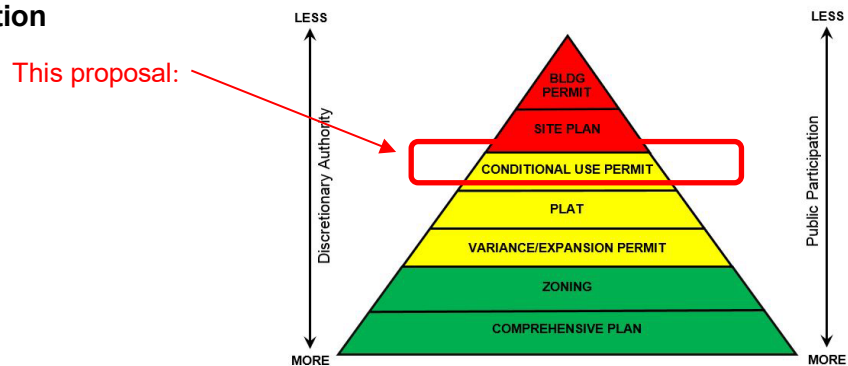 tion
LESS
LESS
This proposal:
BLDG
PERMIT
SITE PLAN
CONDITIONAL USE PERMIT
PLAT
VARIANCE/EXPANSION PERMIT
ZONING
COMPREHENSIVE PLAN
Discretionary Authority
Public Participation
MORE
MORE